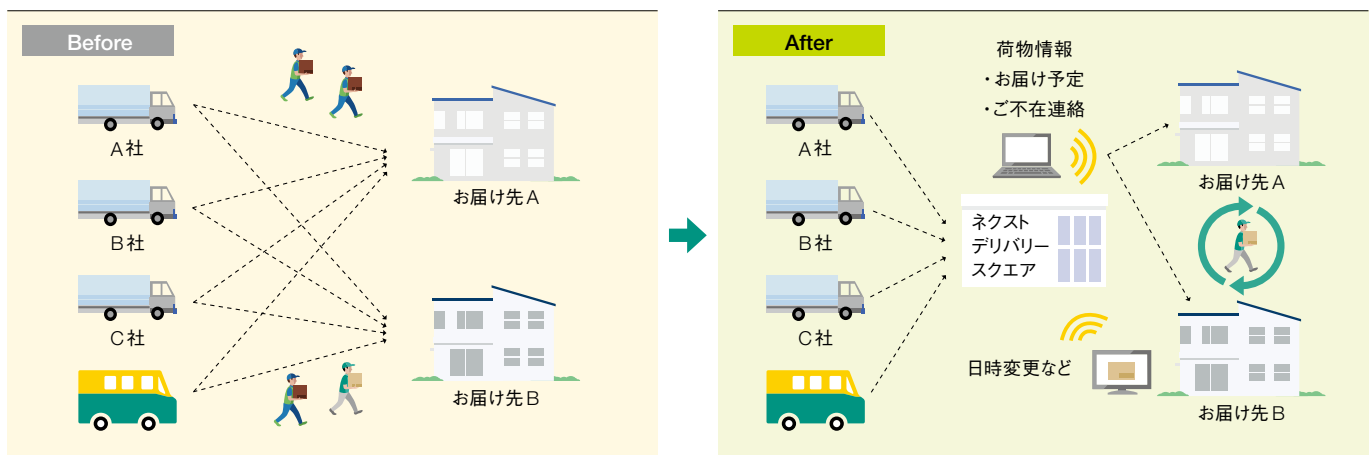 Before
A社
B社
C社
お届け先A
お届け先B
After
A社
B社
C社
荷物情報
・お届け予定
・ご不在連絡
ネクスト
デリバリー
スクエア
日時変更など
お届け先A
お届け先B